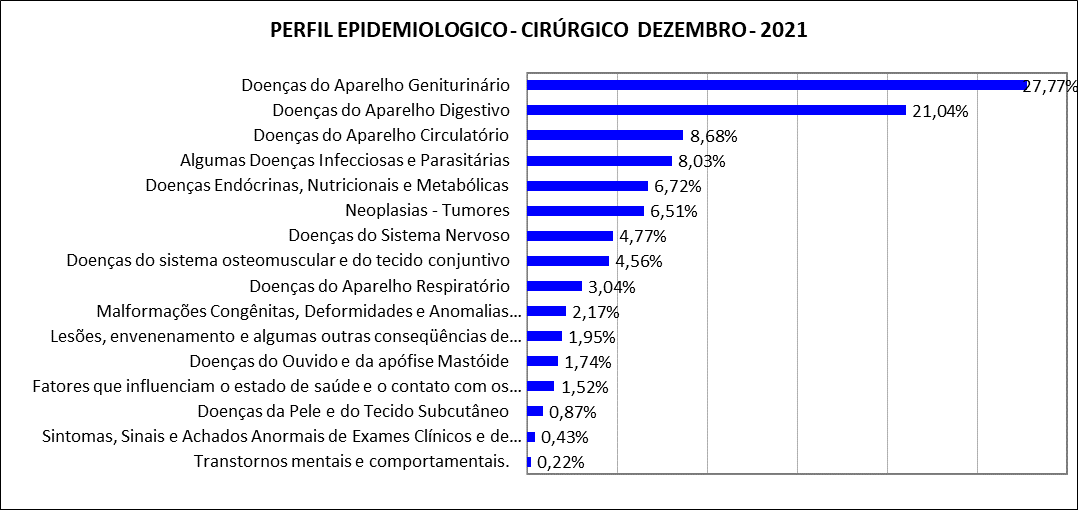 PERFIL EPIDEMIOLOGICO - CIRÚRGICO DEZEMBRO - 2021
Doenças do Aparelho Geniturinário 27,77%
Doenças do Aparelho Digestivo 21,04%
Doenças do Aparelho Circulatório 8,68%
Algumas Doenças Infecciosas e Parasitárias 8,03%
Doenças Endócrinas, Nutricionais e Metabólicas 6,72%
Neoplasias - Tumores 6,51%
Doenças do Sistema Nervoso 4,77%
Doenças do sistema osteomuscular e do tecido conjuntivo 4,56%
Doenças do Aparelho Respiratório 3,04%
Malformações Congênitas, Deformidades e Anomalias... 2,17%
Lesões, envenenamento e algumas outras conseqüências de... 1,95%
Doenças do Ouvido e da apófise Mastóide 1,74%
Fatores que influenciam o estado de saúde e o contato com os... 1,52%
Doenças da Pele e do Tecido Subcutâneo 0,87%
Sintomas, Sinais e Achados Anormais de Exames Clínicos e de... 0,43%
Transtornos mentais e comportamentais. 0,22%